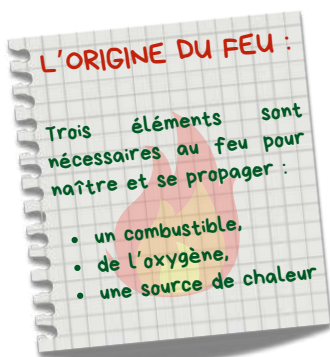 L'ORIGINE DU FEU :
Trois éléments sont
nécessaires au feu pour
naître et se propager :
• un combustible,
• de l'oxygène,
• une source de chaleur